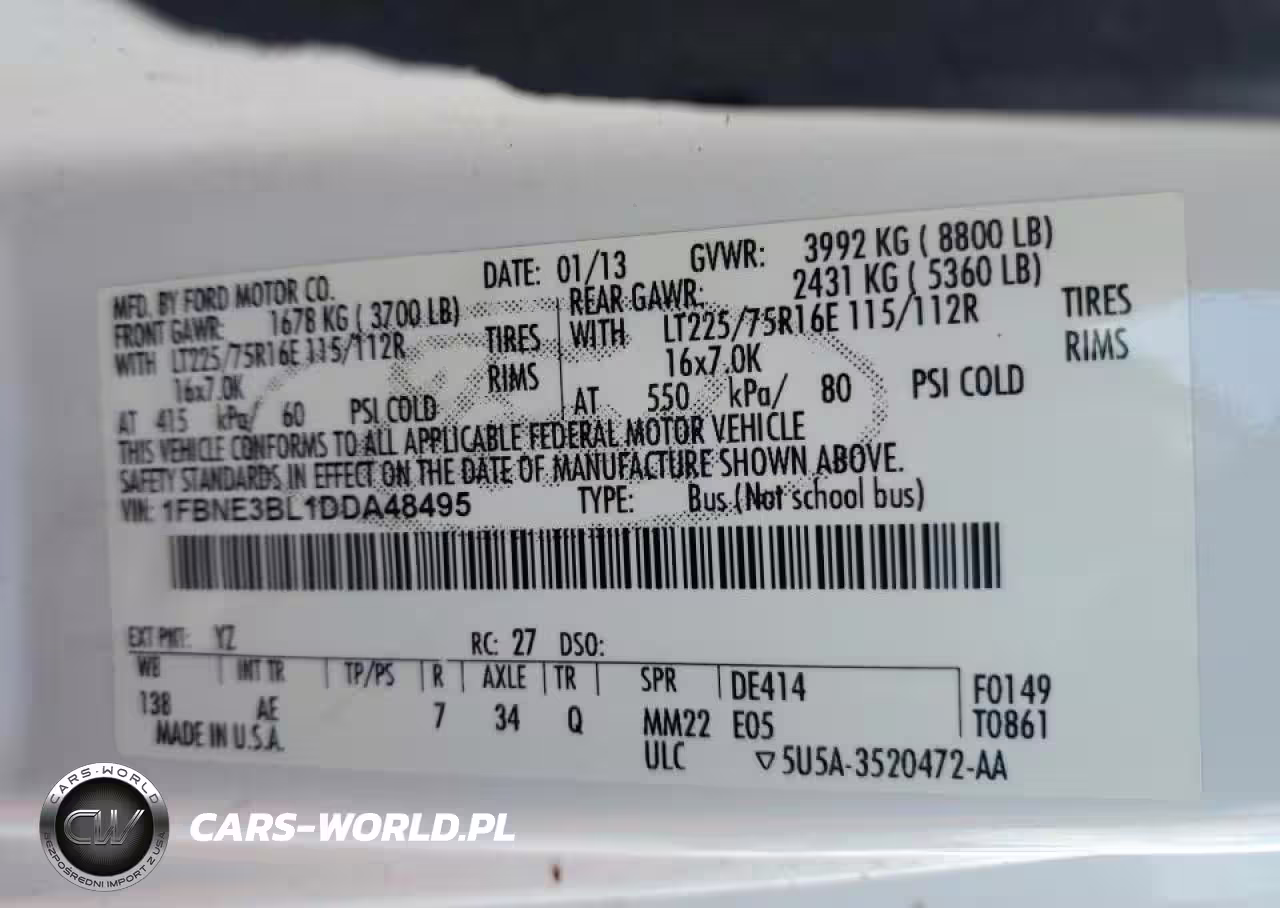 MFD. BY FORD MOTOR CO. DATE: 01/13 GVWR: 3992 KG ( 8800 LB)
FRONT GAWR: 1678 KG ( 3700 LB) REAR GAWR: 2431 KG ( 5360 LB)
WITH LT225/75R16E 115/112R TIRES WITH LT225/75R16E 115/112R TIRES
16x7.0K RIMS 16x7.0K RIMS
AT 415 kPa/ 60 PSI COLD AT 550 kPa/ 80 PSI COLD
THIS VEHICLE CONFORMS TO ALL APPLICABLE FEDERAL MOTOR VEHICLE
SAFETY STANDARDS IN EFFECT ON THE DATE OF MANUFACTURE SHOWN ABOVE.
VIN: 1FBNE3BL1DDA48495 TYPE: Bus (Not school bus)
EXT PNT: YZ RC: 27 DSO:
WB INT TR TP/PS R AXLE TR SPR DE414 F0149
138 AE 7 34 Q MM22 E05 T0861
MADE IN U.S.A. ULC ▽5U5A-3520472-AA
CARS-WORLD
CW
BEZPOŚREDNI IMPORT Z USA
CARS-WORLD.PL